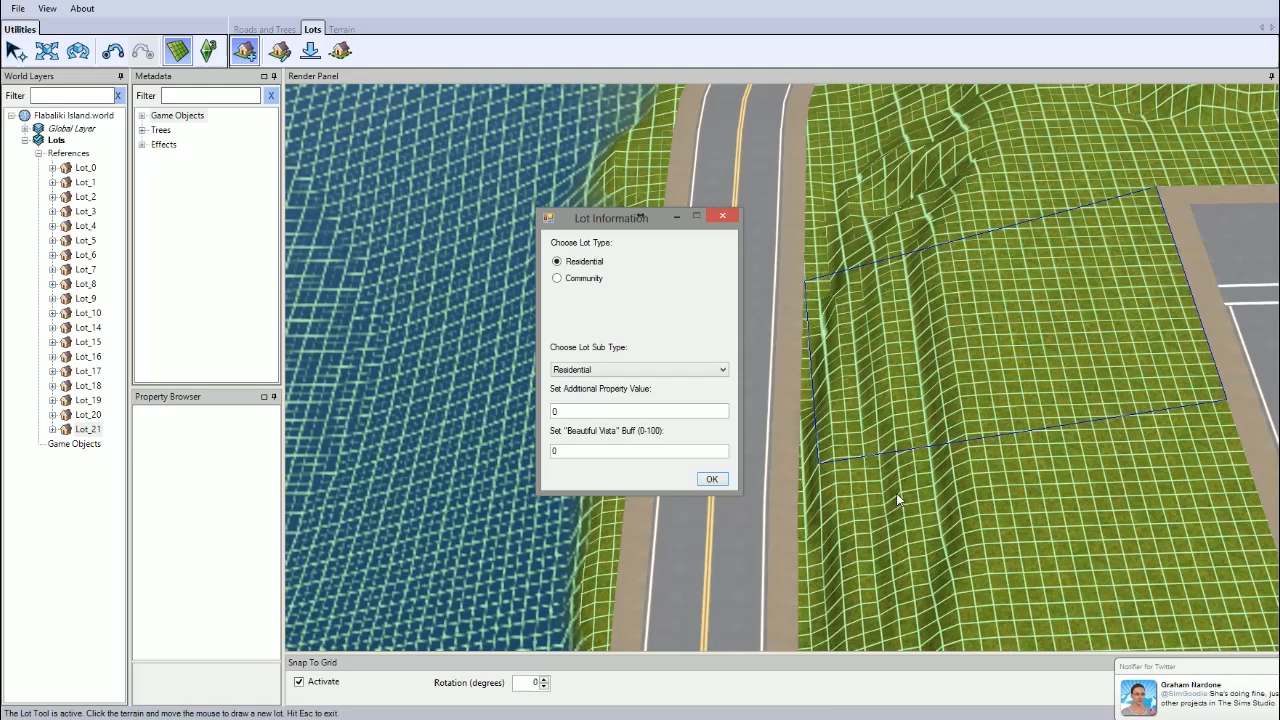 File View About
Utilities
Roads and Trees Lots Terrain
World Layers
Filter X
Flabaliki Island.world
Global Layer
Lots
References
Lot_0
Lot_1
Lot_2
Lot_3
Lot_4
Lot_5
Lot_6
Lot_7
Lot_8
Lot_9
Lot_10
Lot_14
Lot_15
Lot_16
Lot_17
Lot_18
Lot_19
Lot_20
Lot_21
Game Objects
Metadata
Filter X
Game Objects
Trees
Effects
Property Browser
Render Panel
Lot Information
Choose Lot Type:
Residential
Community
Choose Lot Sub Type:
Residential
Set Additional Property Value:
0
Set "Beautiful Vista" Buff (0-100):
0
OK
Snap To Grid
Activate Rotation (degrees) 0
Notifier for Twitter
Graham Nardone
@SimGoodie She's doing fine, jus
other projects in The Sims Studio
The Lot Tool is active. Click the terrain and move the mouse to draw a new lot. Hit Esc to exit.